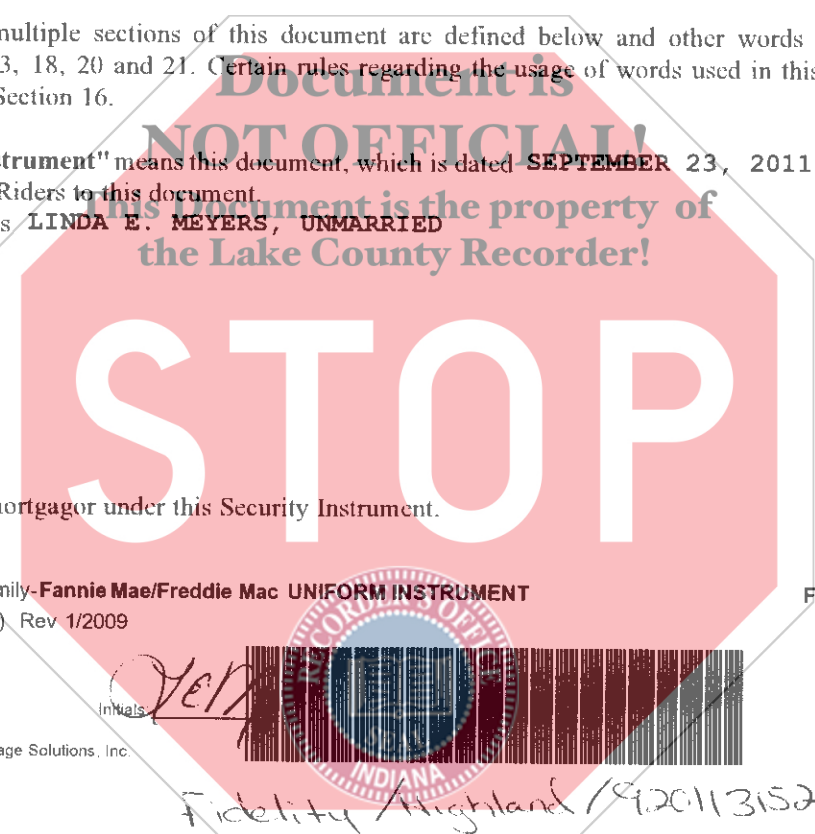 multiple sections of this document are defined below and other words
3, 18, 20 and 21. Certain rules regarding the usage of words used in this
Section 16.
Document is
NOT OFFICIAL!
strument" means this document, which is dated SEPTEMBER 23, 2011
Riders to this document.
This Document is the property of
s LINDA E. MEYERS, UNMARRIED
the Lake County Recorder!
STOP
ortgagor under this Security Instrument.
mily-Fannie Mae/Freddie Mac UNIFORM INSTRUMENT
F
) Rev 1/2009
RECORDER'S OFFICE
Initials:
SEAL
age Solutions, Inc.
INDIANA
Fidelity / Highland / 920113152